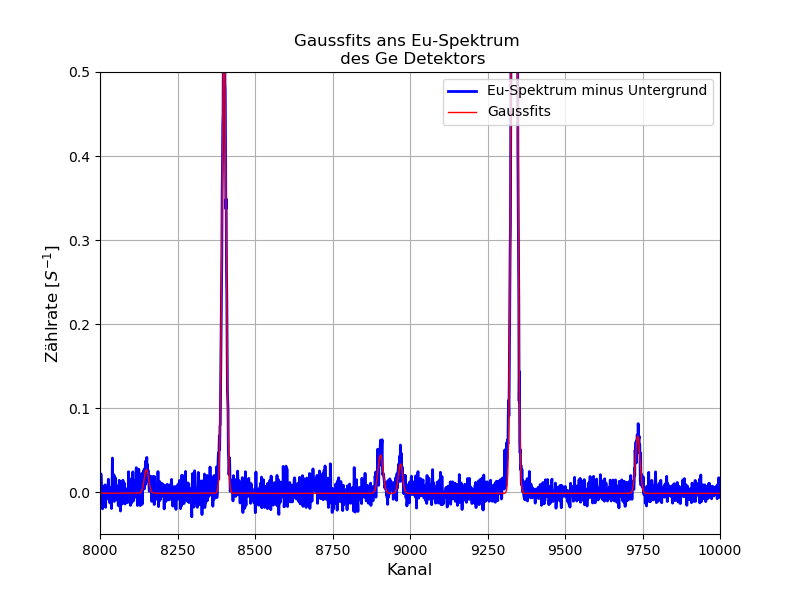 Gaussfits ans Eu-Spektrum
des Ge Detektors
Eu-Spektrum minus Untergrund
Gaussfits
Zählrate [$S^{-1}$]
0.5
0.4
0.3
0.2
0.1
0.0
8000 8250 8500 8750 9000 9250 9500 9750 10000
Kanal